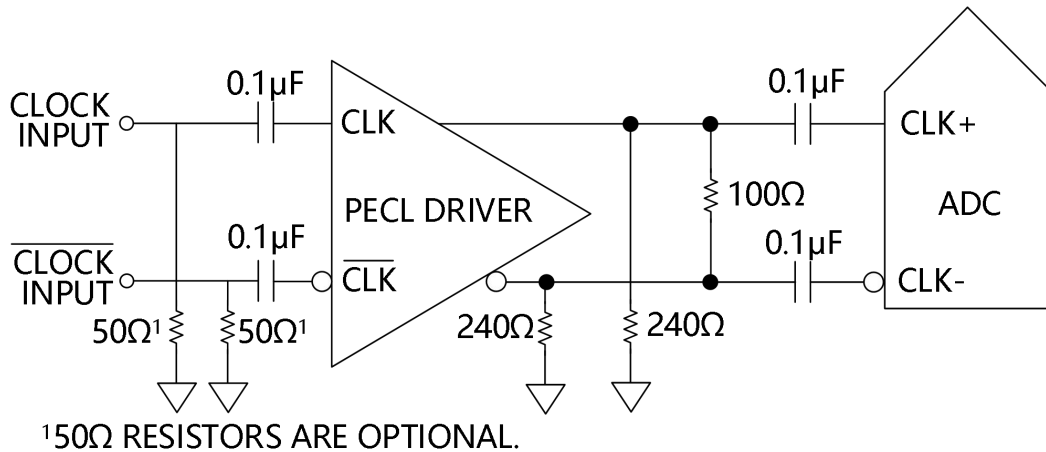 0.1µF
0.1µF
CLOCK
INPUT
CLK
CLK+
100Ω
PECL DRIVER
ADC
0.1µF
0.1µF
CLOCK
INPUT
CLK
CLK-
50Ω¹
50Ω¹
240Ω
240Ω
¹50Ω RESISTORS ARE OPTIONAL.